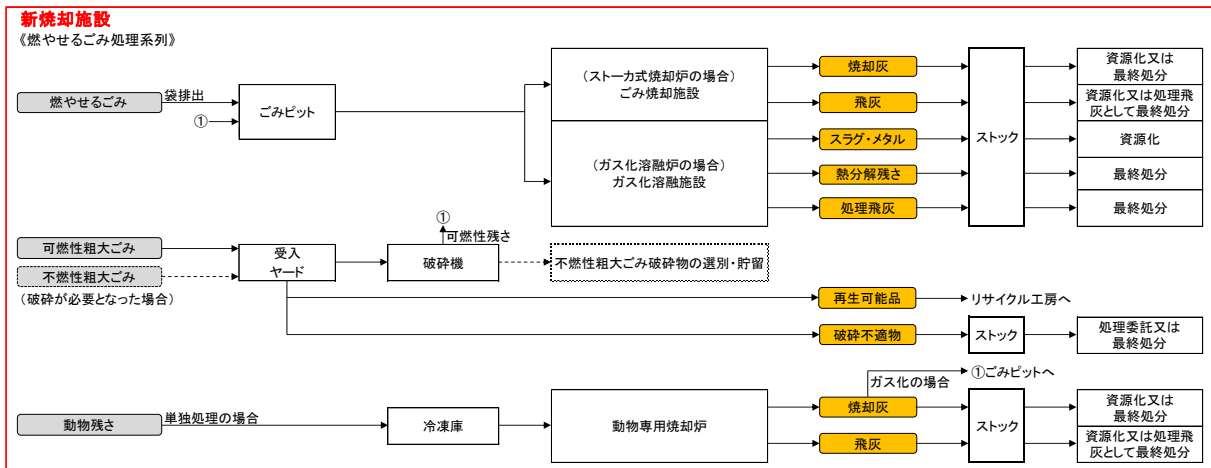 新焼却施設
《燃やせるごみ処理系列》
燃やせるごみ
袋排出
①
ごみピット
(ストーカ式焼却炉の場合)
ごみ焼却施設
(ガス化溶融炉の場合)
ガス化溶融施設
焼却灰
飛灰
スラグ・メタル
熱分解残さ
処理飛灰
ストック
資源化又は
最終処分
資源化又は処理飛
灰として最終処分
資源化
最終処分
最終処分
可燃性粗大ごみ
不燃性粗大ごみ
(破砕が必要となった場合)
受入
ヤード
①
可燃性残さ
破砕機
不燃性粗大ごみ破砕物の選別・貯留
再生可能品
リサイクル工房へ
破砕不適物
ストック
処理委託又は
最終処分
動物残さ
単独処理の場合
冷凍庫
動物専用焼却炉
ガス化の場合
①ごみピットへ
焼却灰
飛灰
ストック
資源化又は
最終処分
資源化又は処理飛
灰として最終処分